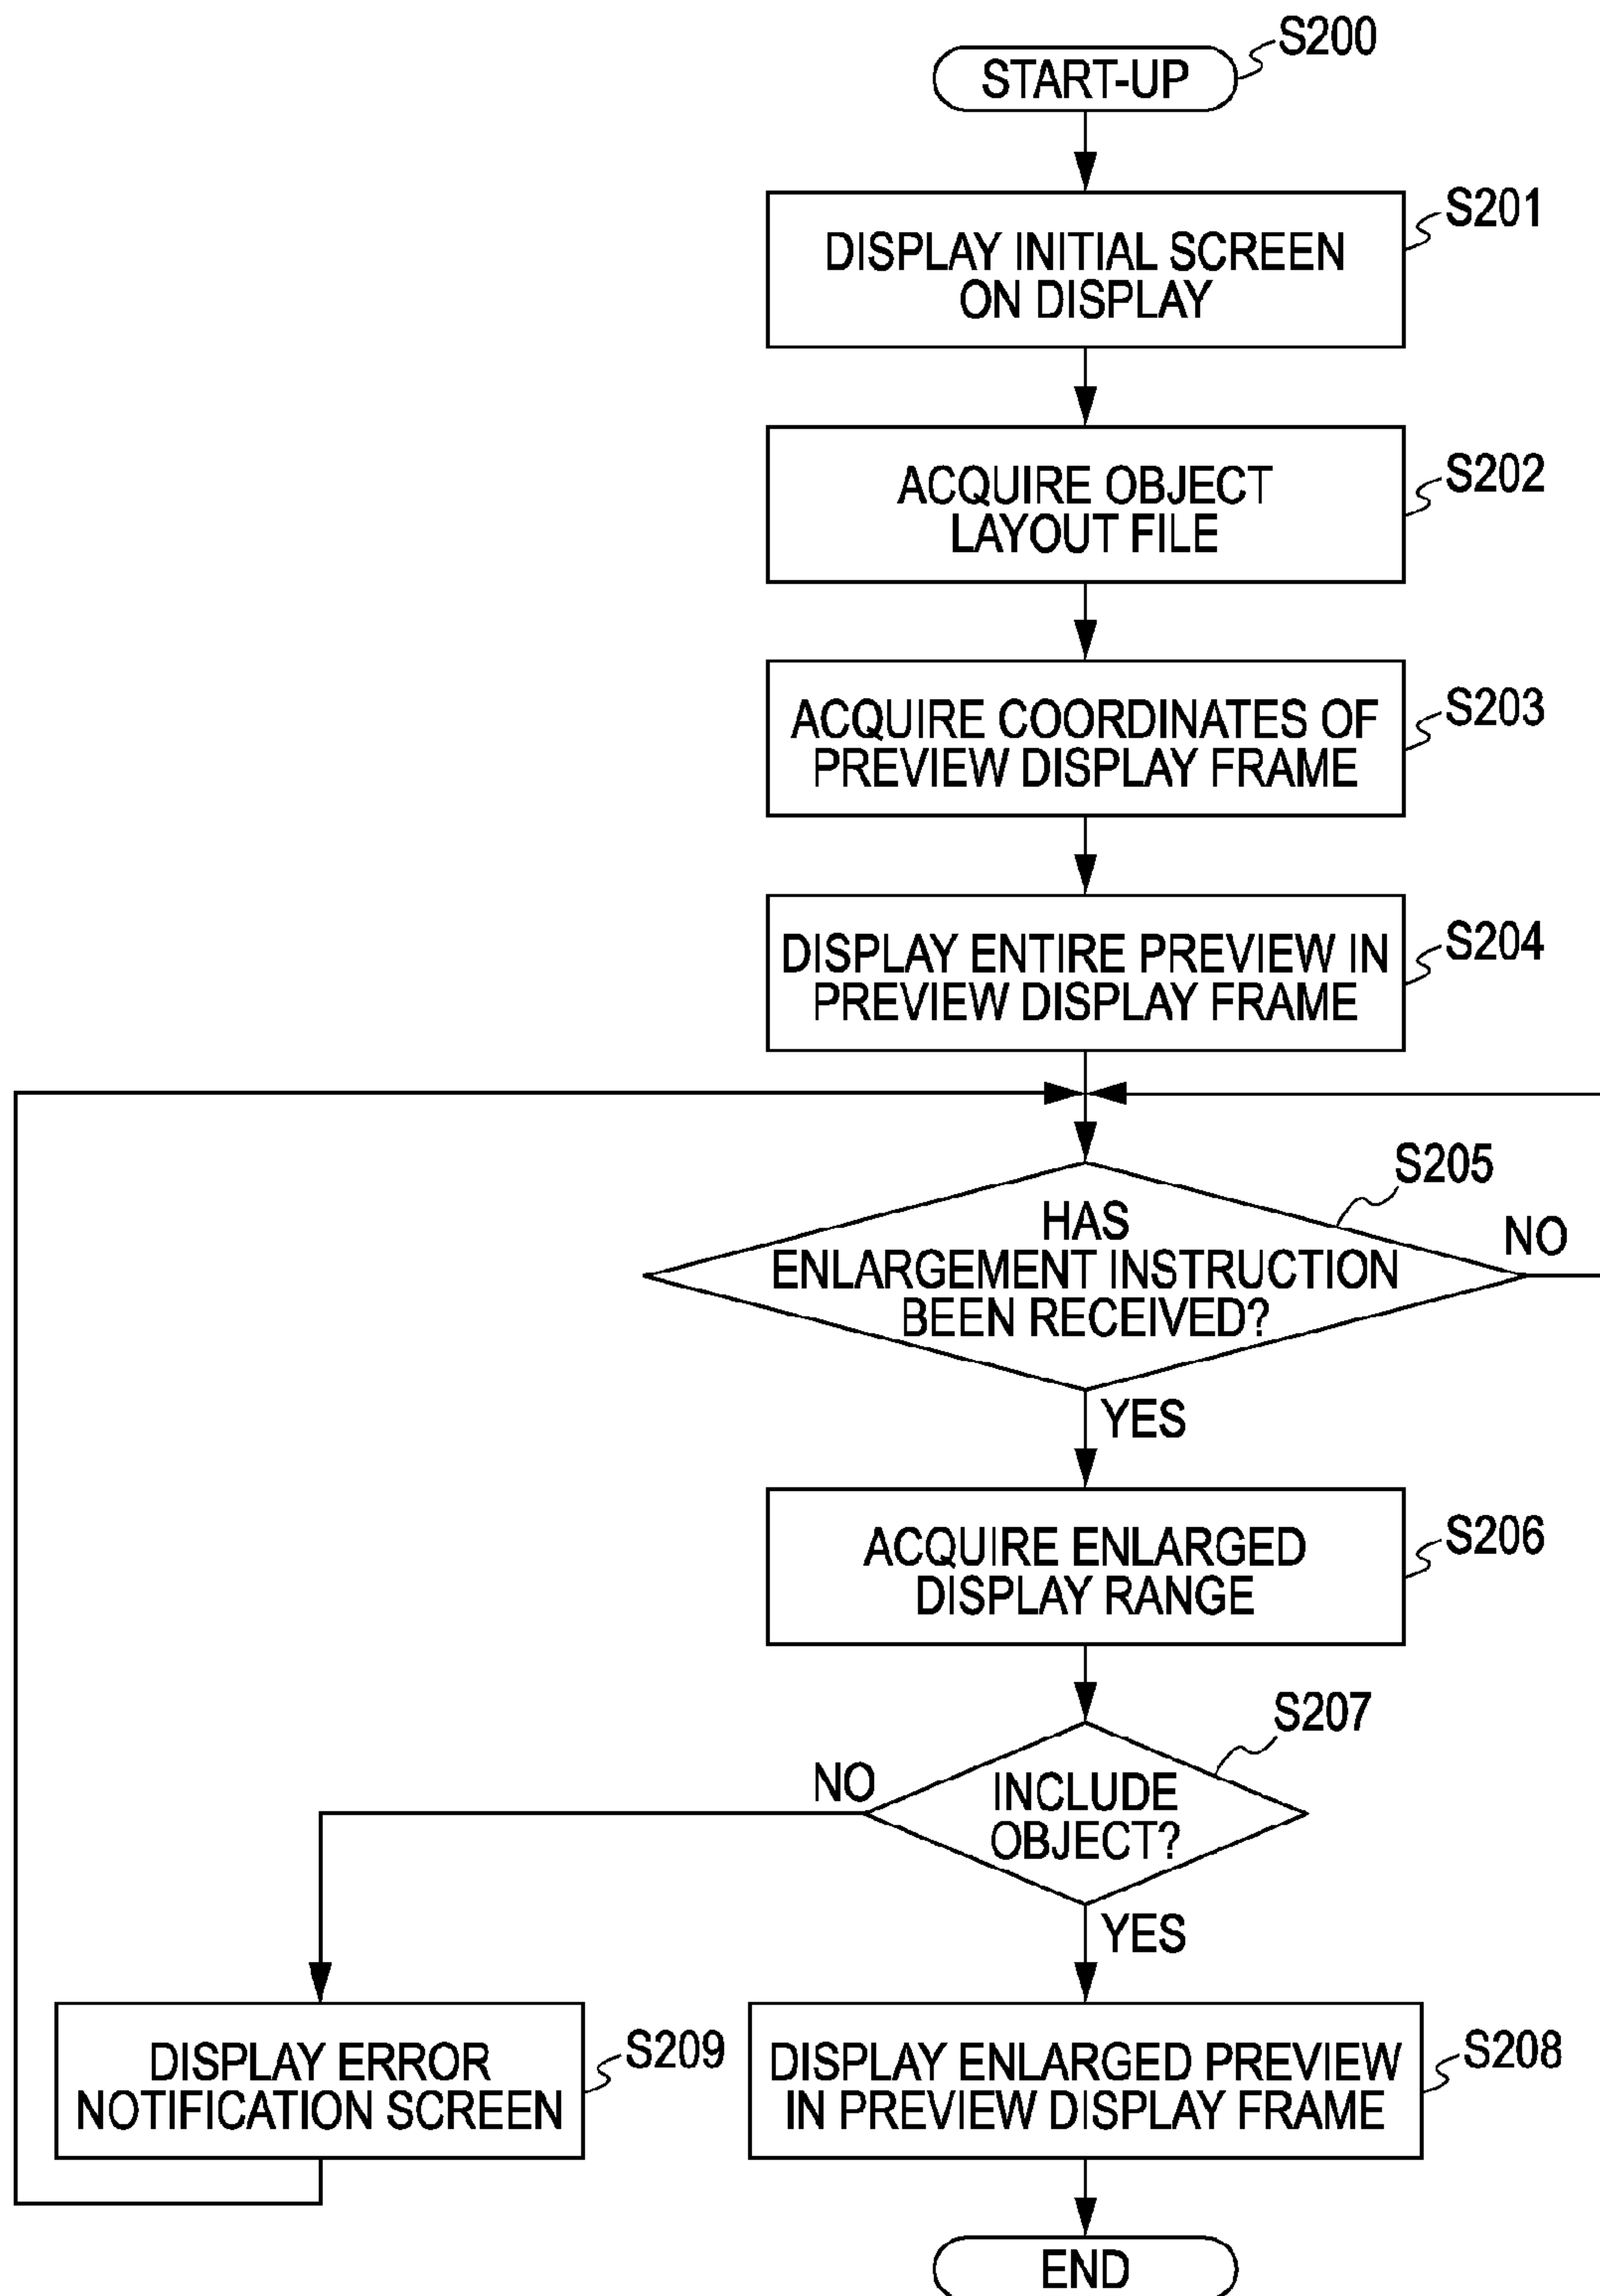 S200
START-UP
S201
DISPLAY INITIAL SCREEN
ON DISPLAY
S202
ACQUIRE OBJECT
LAYOUT FILE
S203
ACQUIRE COORDINATES OF
PREVIEW DISPLAY FRAME
S204
DISPLAY ENTIRE PREVIEW IN
PREVIEW DISPLAY FRAME
S205
HAS
ENLARGEMENT INSTRUCTION
BEEN RECEIVED?
NO
YES
S206
ACQUIRE ENLARGED
DISPLAY RANGE
S207
NO
INCLUDE
OBJECT?
YES
DISPLAY ERROR
NOTIFICATION SCREEN
S209
DISPLAY ENLARGED PREVIEW
IN PREVIEW DISPLAY FRAME
S208
END